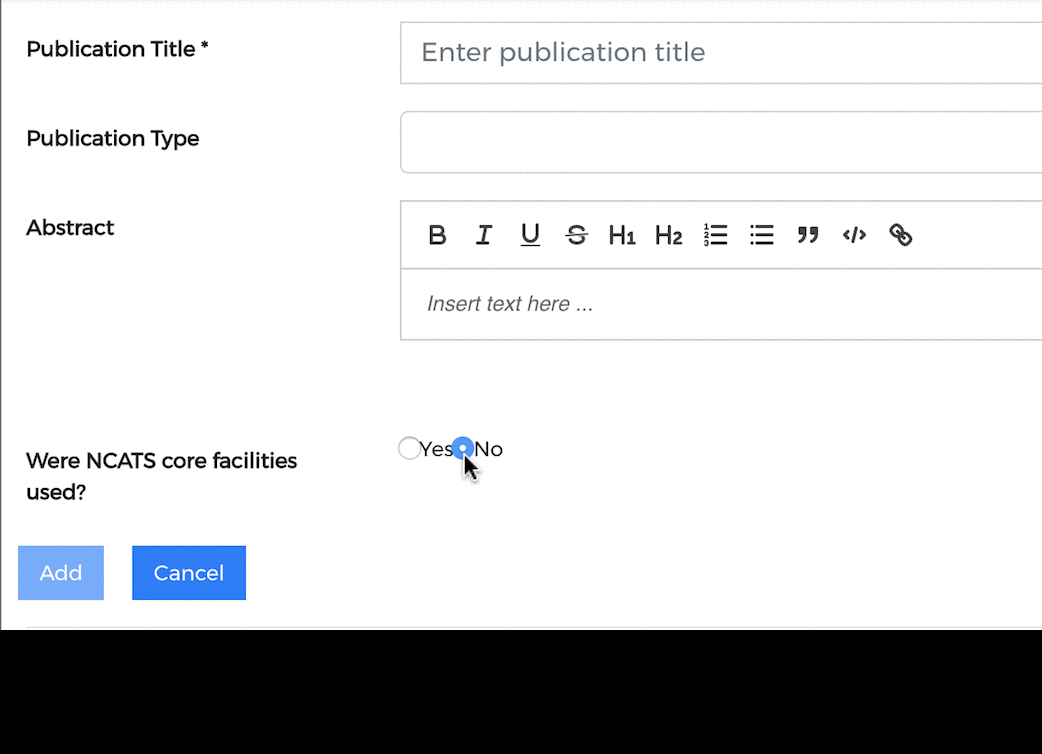 Publication Title *
Enter publication title
Publication Type
Abstract
B I U S H1 H2
Insert text here ...
Yes No
Were NCATS core facilities
used?
Add Cancel